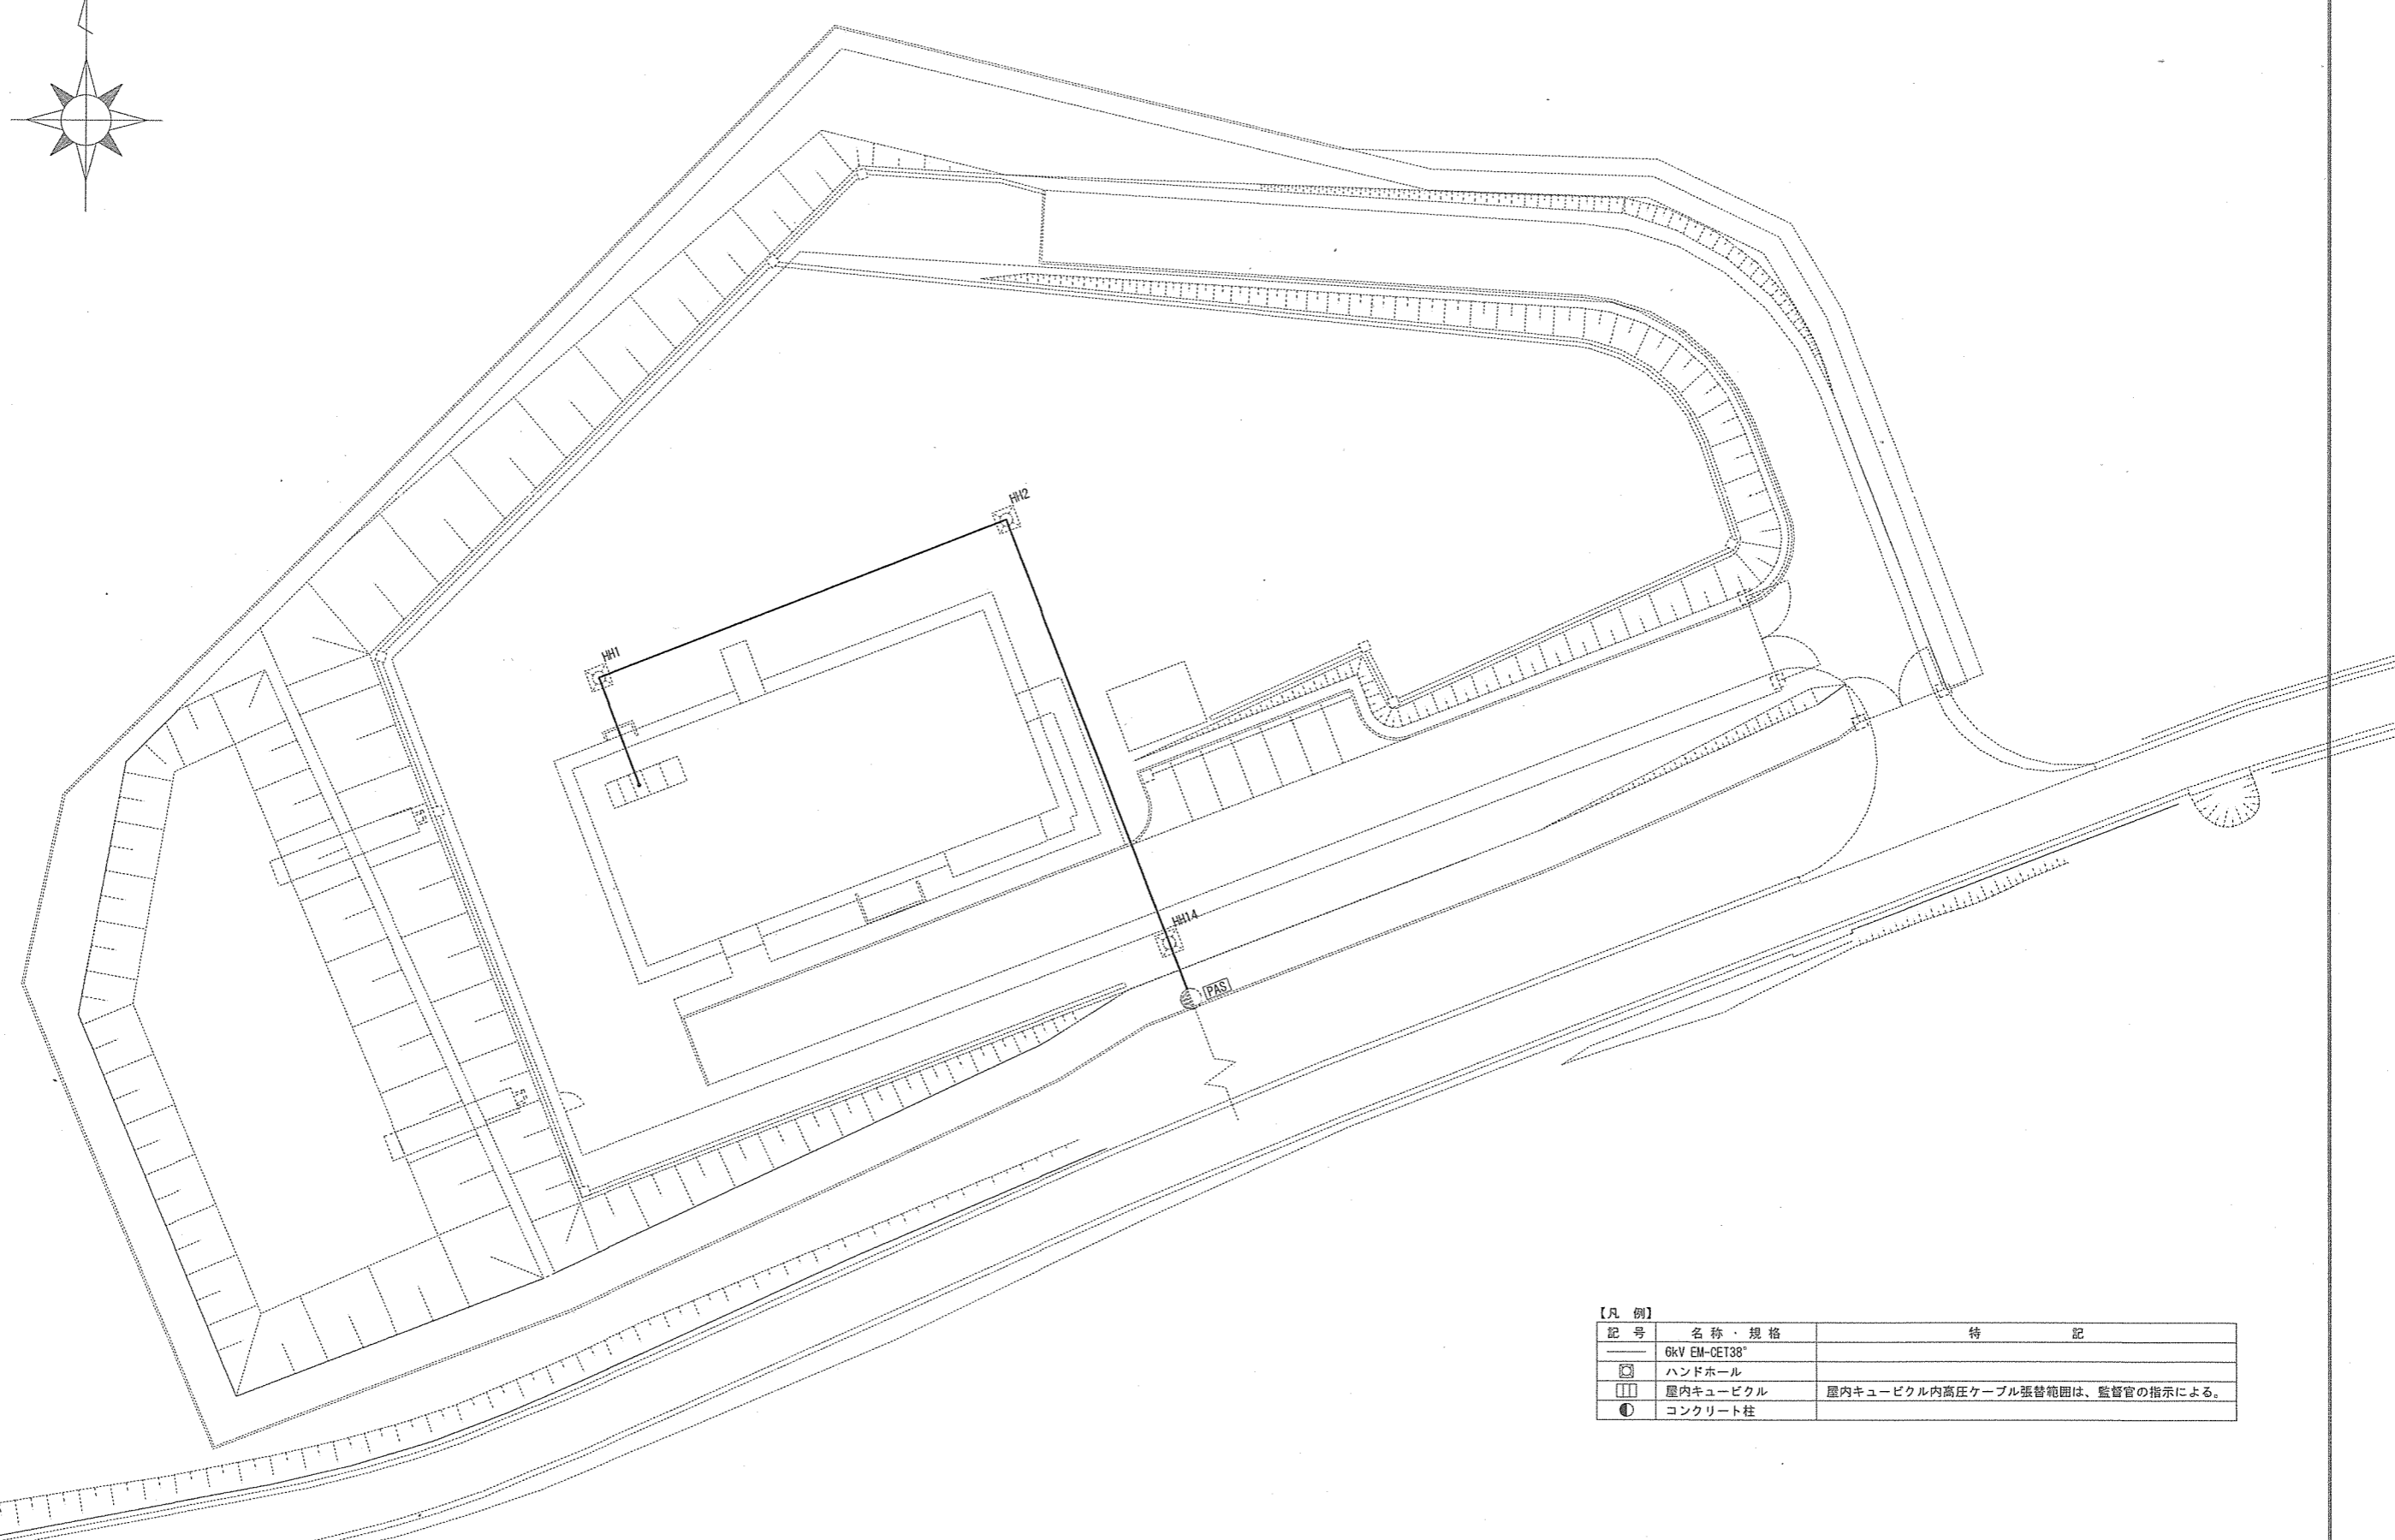 HH2
HH1
HH14
PAS
【凡 例】
記 号 名 称 ・ 規 格 特 記
6kV EM-CET38°
ハンドホール
屋内キュービクル 屋内キュービクル内高圧ケーブル張替範囲は、監督官の指示による。
コンクリート柱